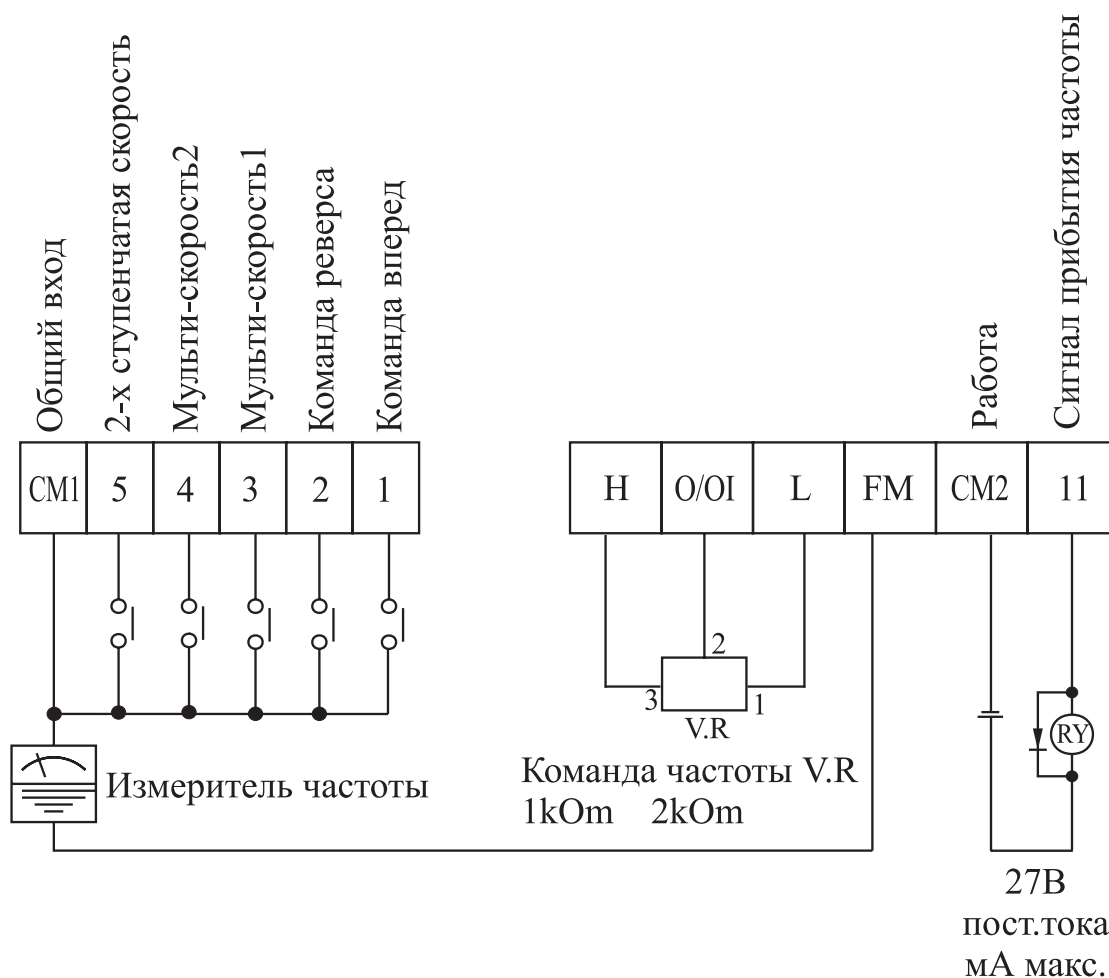 Общий вход
2-х ступенчатая скорость
Мульти-скорость2
Мульти-скорость1
Команда реверса
Команда вперед
Работа
Сигнал прибытия частоты
CM1 5 4 3 2 1
H O/OI L FM CM2 11
2
3 1
V.R
RY
Измеритель частоты
Команда частоты V.R
1kOm 2kOm
27В
пост.тока
мА макс.